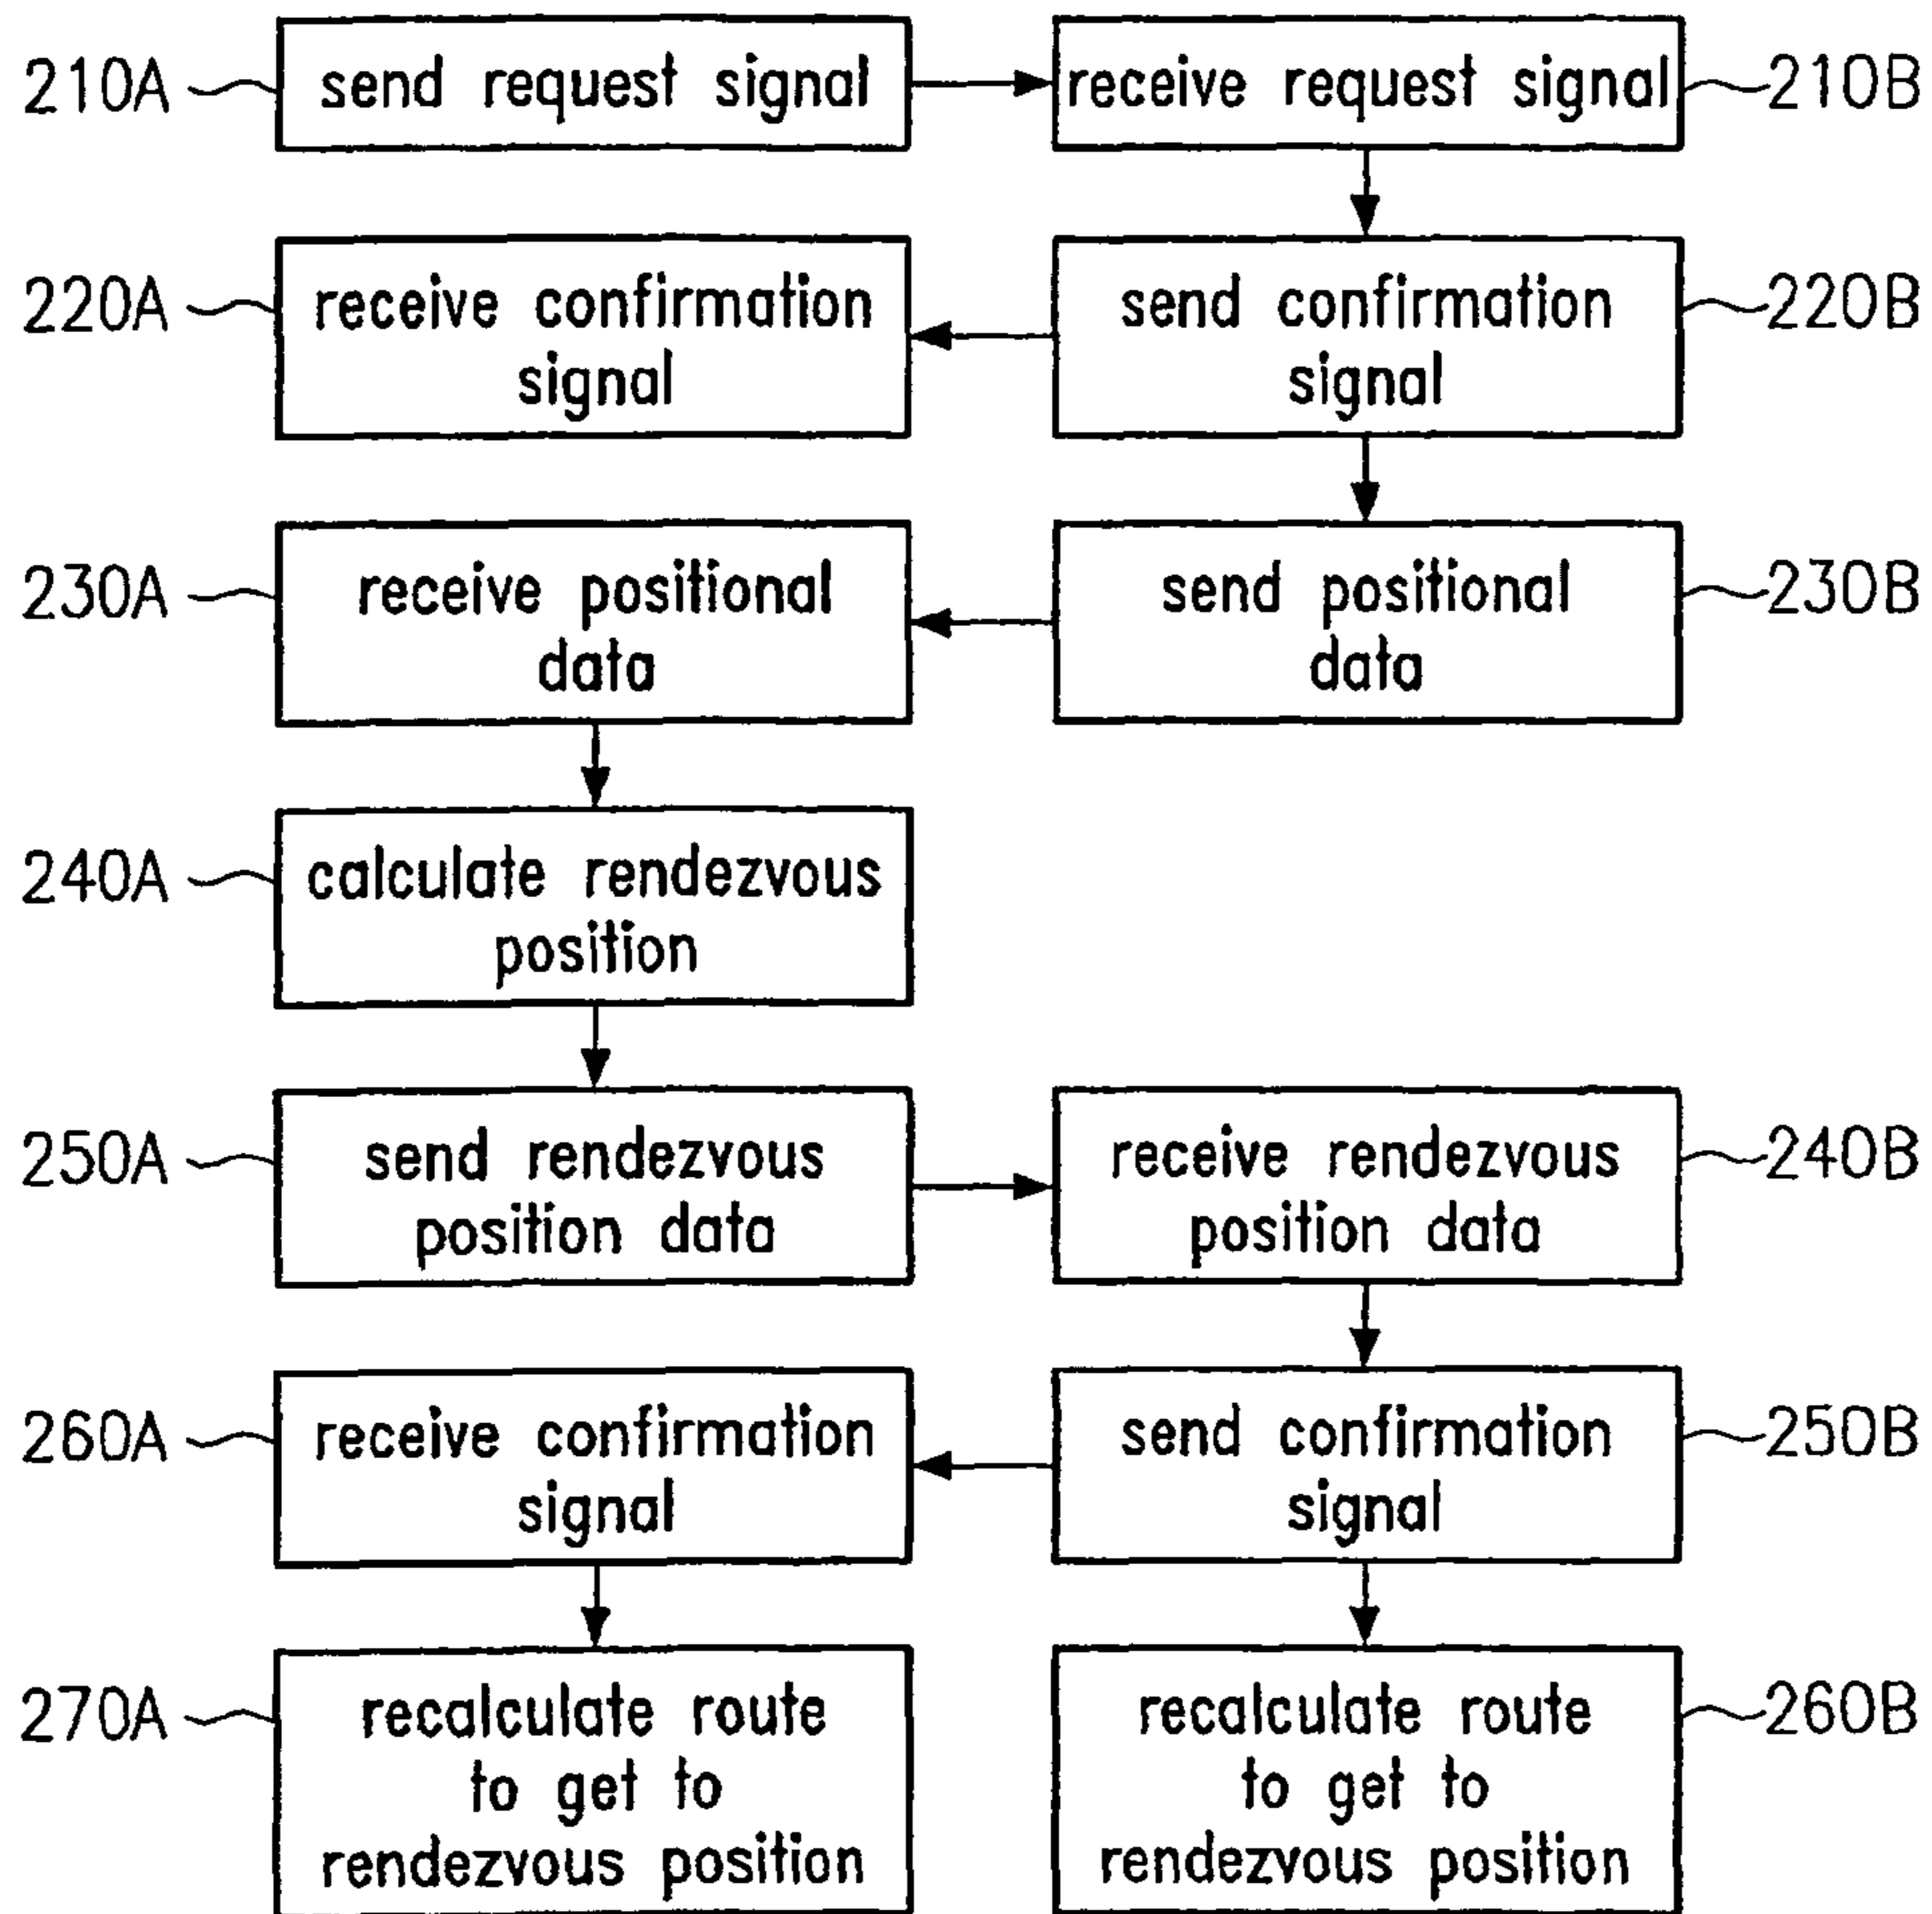 210A
send request signal
receive request signal
210B
220A
receive confirmation
signal
send confirmation
signal
220B
230A
receive positional
data
send positional
data
230B
240A
calculate rendezvous
position
250A
send rendezvous
position data
receive rendezvous
position data
240B
260A
receive confirmation
signal
send confirmation
signal
250B
270A
recalculate route
to get to
rendezvous position
recalculate route
to get to
rendezvous position
260B